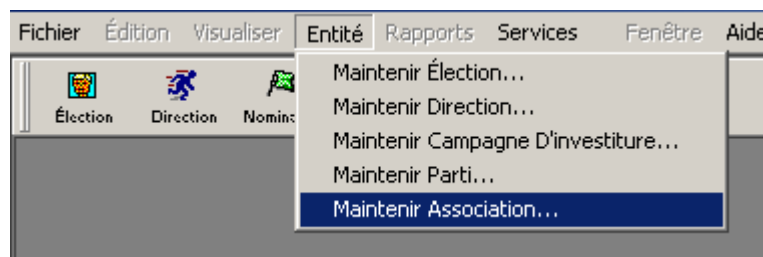 Fichier Édition Visualiser Entité Rapports Services Fenêtre Aide
Élection Direction
Maintenir Élection...
Maintenir Direction...
Maintenir Campagne D'investiture...
Maintenir Parti...
Maintenir Association...